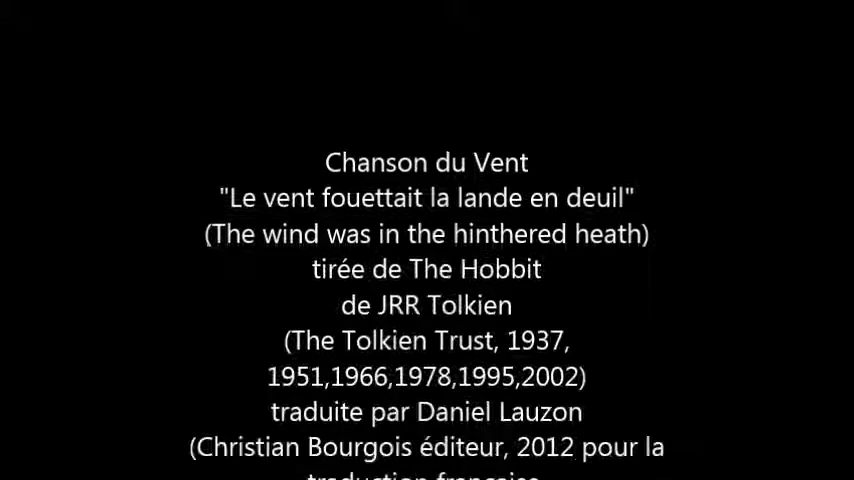 Chanson du Vent
"Le vent fouettait la lande en deuil"
(The wind was in the hinthered heath)
tirée de The Hobbit
de JRR Tolkien
(The Tolkien Trust, 1937,
1951,1966,1978,1995,2002)
traduite par Daniel Lauzon
(Christian Bourgois éditeur, 2012 pour la